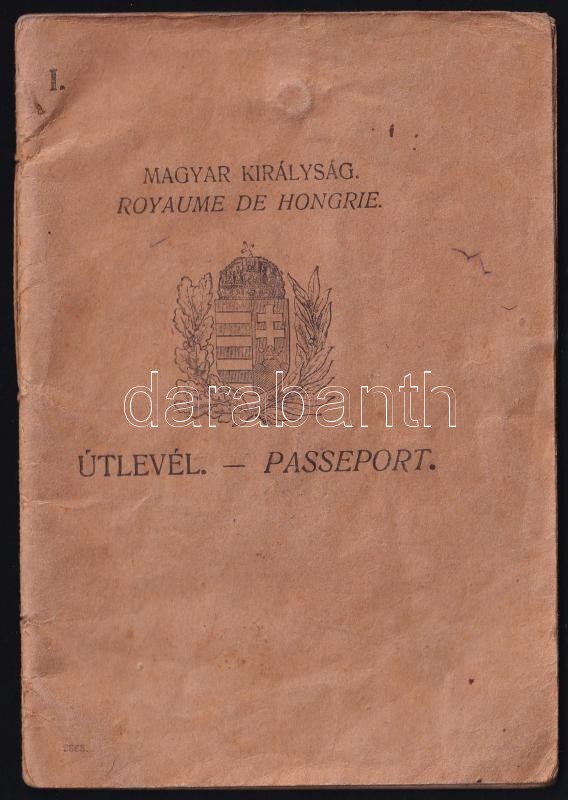 I.
MAGYAR KIRÁLYSÁG.
ROYAUME DE HONGRIE.
darabanth
ÚTLEVÉL. — PASSEPORT.